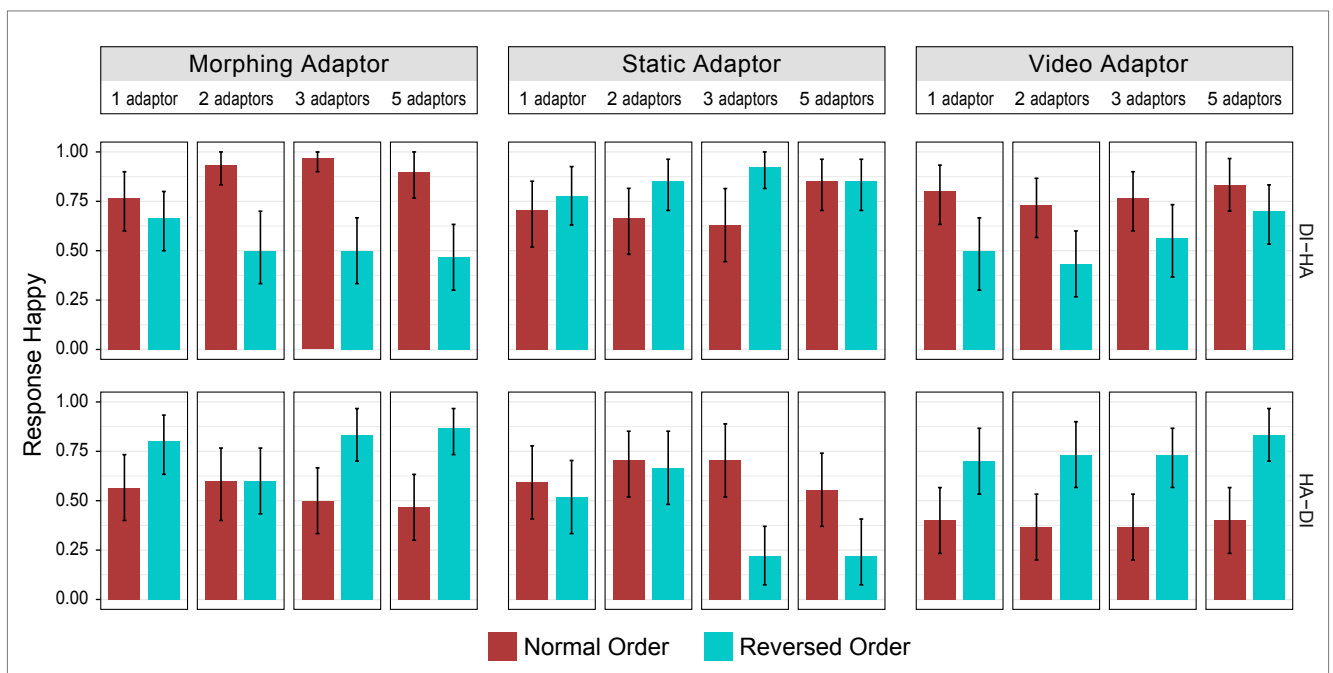 Morphing Adaptor Static Adaptor Video Adaptor
1 adaptor 2 adaptors 3 adaptors 5 adaptors 1 adaptor 2 adaptors 3 adaptors 5 adaptors 1 adaptor 2 adaptors 3 adaptors 5 adaptors
Response Happy
1.00
0.75
0.50
0.25
0.00
DI−HA
1.00
0.75
0.50
0.25
0.00
HA−DI
Normal Order Reversed Order